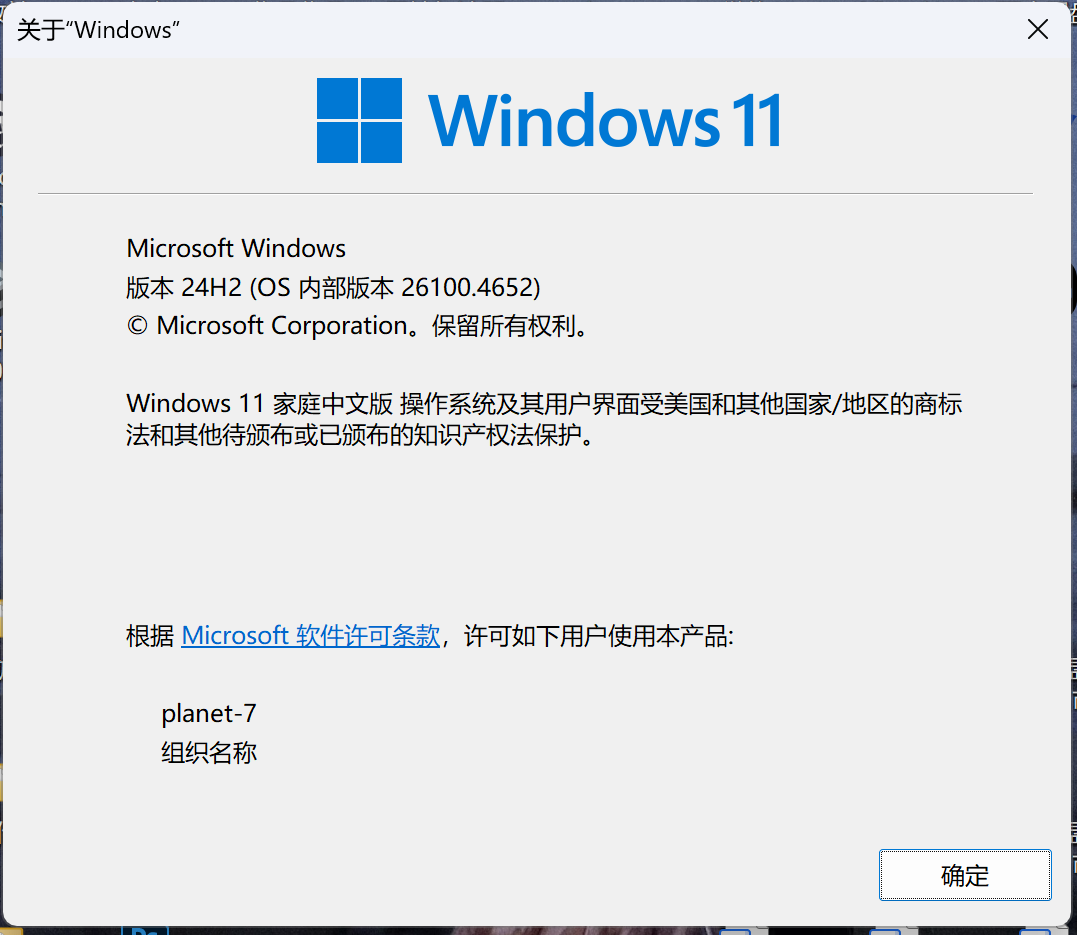 关于“Windows”
Windows 11
Microsoft Windows
版本 24H2 (OS 内部版本 26100.4652)
© Microsoft Corporation。保留所有权利。
Windows 11 家庭中文版 操作系统及其用户界面受美国和其他国家/地区的商标
法和其他待颁布或已颁布的知识产权法保护。
根据 Microsoft 软件许可条款，许可如下用户使用本产品:
planet-7
组织名称
确定